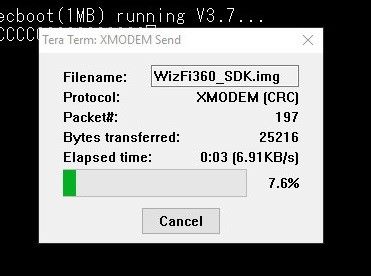 ecboot(1MB) running V3.7...
CCCCC
Tera Term: XMODEM Send
Filename: WizFi360_SDK.img
Protocol: XMODEM (CRC)
Packet#: 197
Bytes transferred: 25216
Elapsed time: 0:03 (6.91KB/s)
7.6%
Cancel